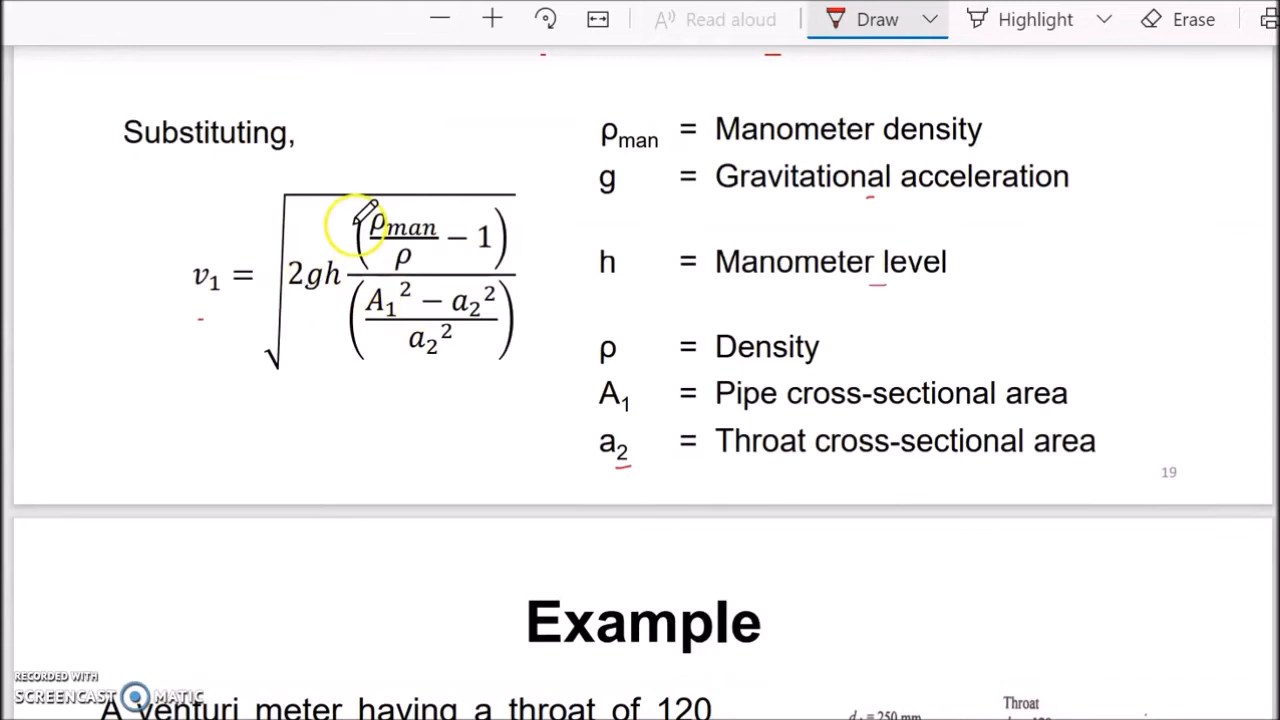 Read aloud Draw Highlight Erase
Substituting,
ρman = Manometer density
g = Gravitational acceleration
v₁ = √(2gh (ρman/ρ − 1) / ((A₁² − a₂²)/a₂²))
h = Manometer level
ρ = Density
A₁ = Pipe cross-sectional area
a₂ = Throat cross-sectional area
19
Example
RECORDED WITH
SCREENCAST MATIC
A venturi meter having a throat of 120
Throat
= 250 mm